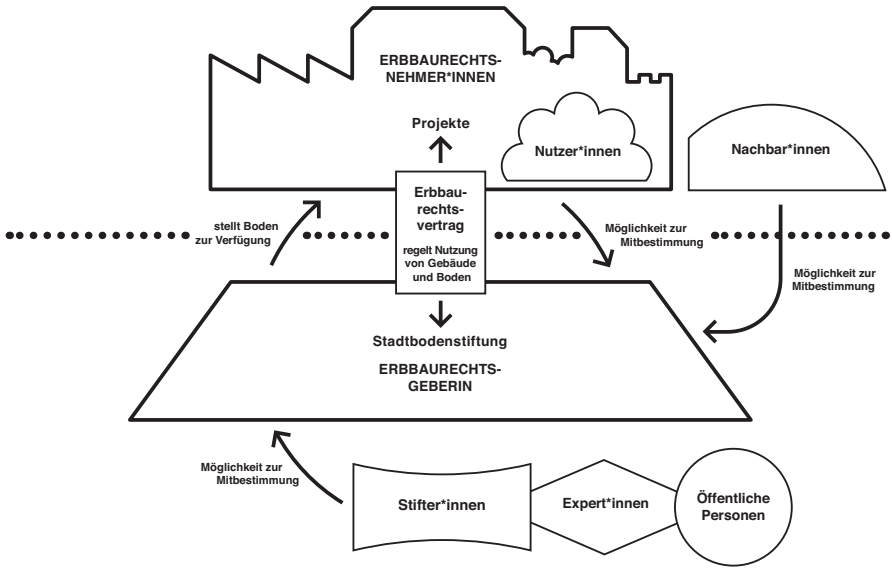 ERBBAURECHTS-
NEHMER*INNEN
Projekte
Nutzer*innen
Nachbar*innen
Erbbau-
rechts-
vertrag
regelt Nutzung
von Gebäude
und Boden
stellt Boden
zur Verfügung
Möglichkeit zur
Mitbestimmung
Möglichkeit zur
Mitbestimmung
Stadtbodenstiftung
ERBBAURECHTS-
GEBERIN
Möglichkeit zur
Mitbestimmung
Stifter*innen
Expert*innen
Öffentliche
Personen